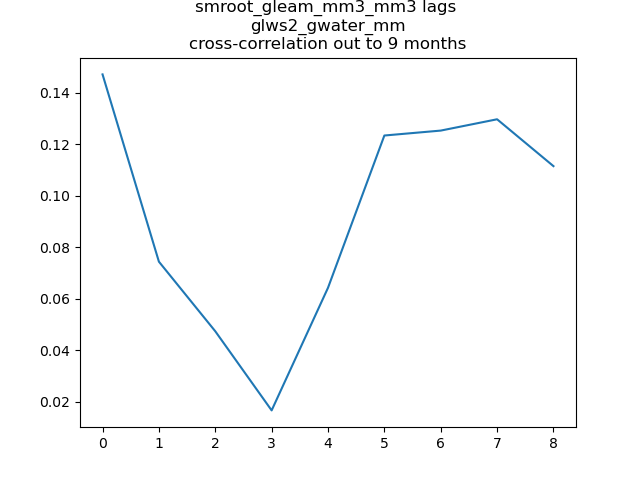 smroot_gleam_mm3_mm3 lags
glws2_gwater_mm
cross-correlation out to 9 months
0.14
0.12
0.10
0.08
0.06
0.04
0.02
0 1 2 3 4 5 6 7 8